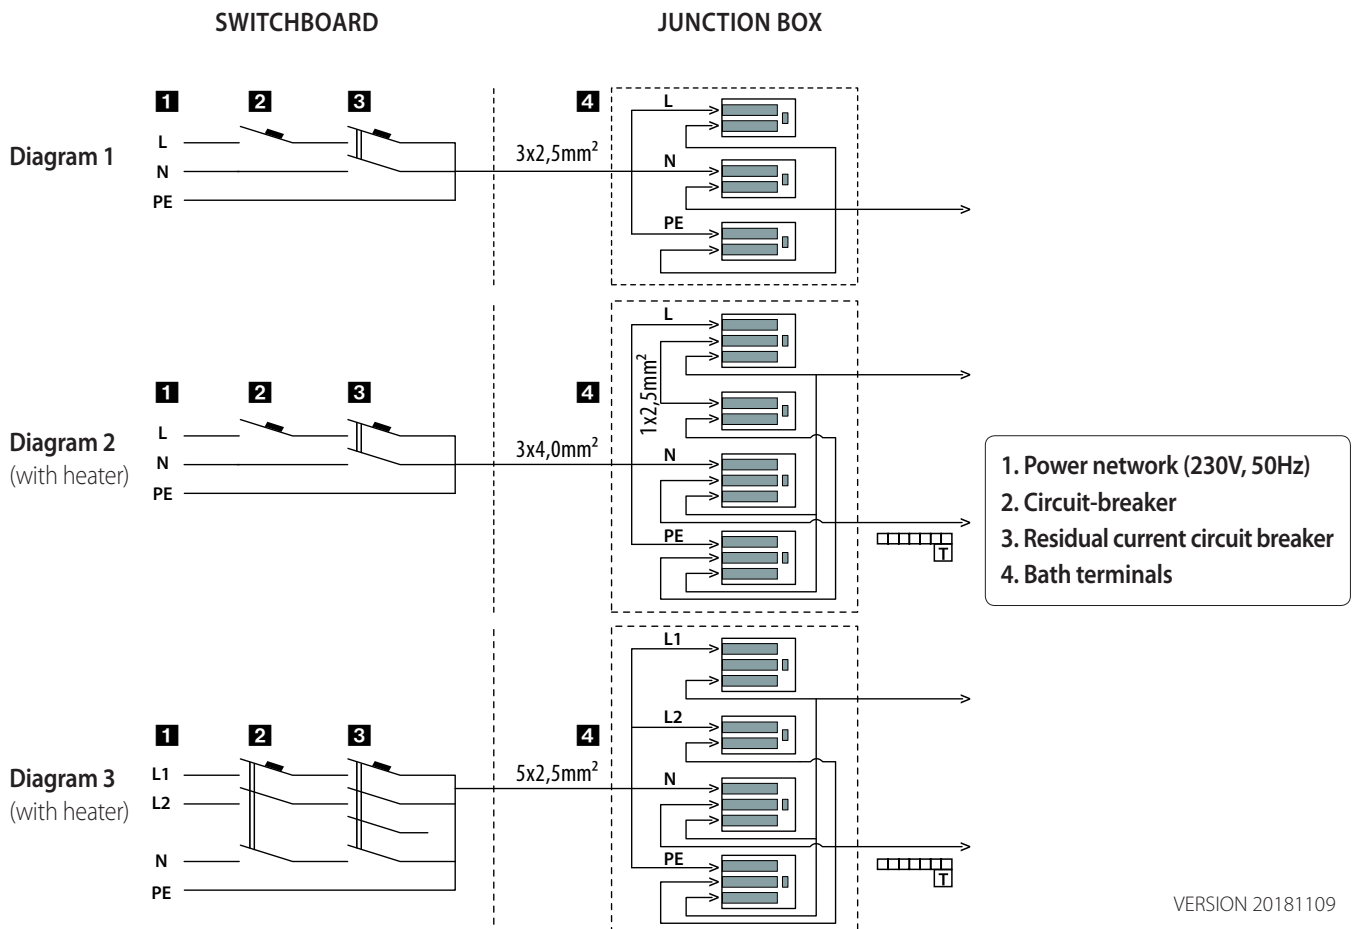 SWITCHBOARD
JUNCTION BOX
Diagram 1
1 2 3 4
L
N
PE
3x2,5mm²
L
N
PE
Diagram 2
(with heater)
1 2 3 4
L
N
PE
3x4,0mm²
L
1x2,5mm²
N
PE
T
1. Power network (230V, 50Hz)
2. Circuit-breaker
3. Residual current circuit breaker
4. Bath terminals
Diagram 3
(with heater)
1 2 3 4
L1
L2
N
PE
5x2,5mm²
L1
L2
N
PE
T
VERSION 20181109